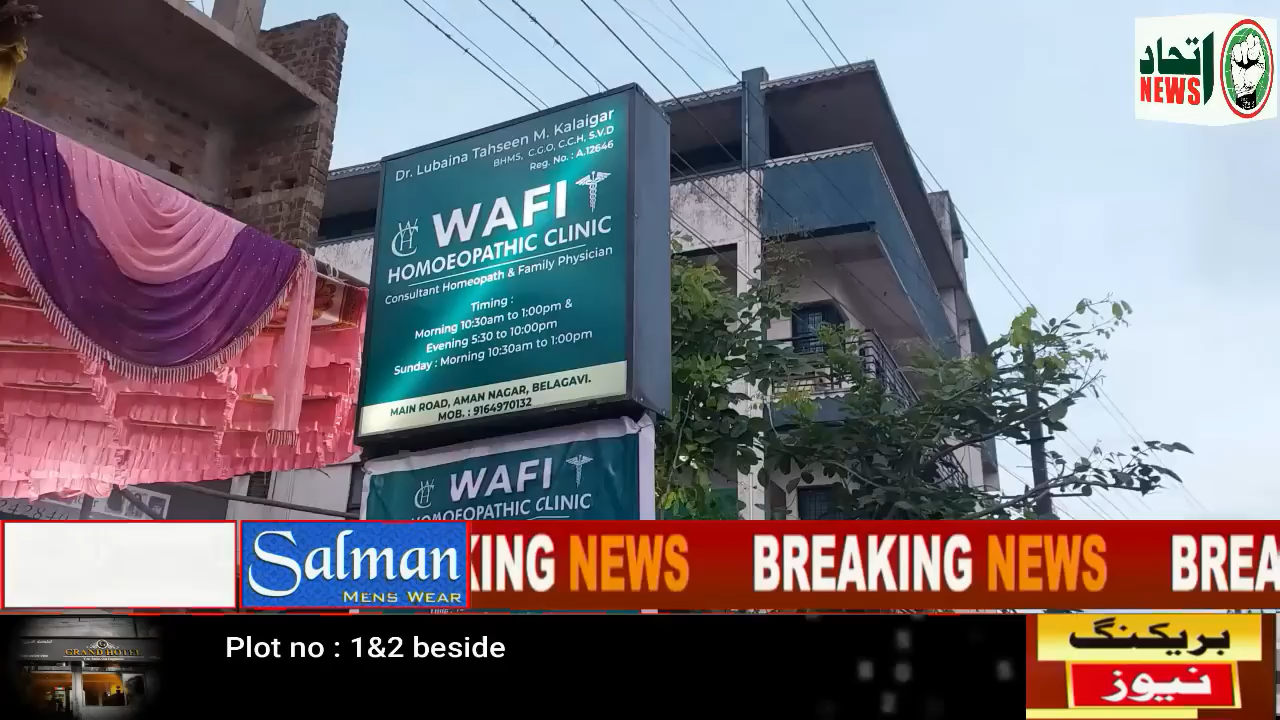 اتحاد
NEWS
Dr. Lubaina Tahseen M. Kalaigar
BHMS, C.G.O, C.C.H, S.V.D
Reg. No. : A.12646
WAFI
HOMOEOPATHIC CLINIC
Consultant Homeopath & Family Physician
Timing :
Morning 10:30am to 1:00pm &
Evening 5:30 to 10:00pm
Sunday : Morning 10:30am to 1:00pm
MAIN ROAD, AMAN NAGAR, BELAGAVI.
MOB. : 9164970132
WAFI
HOMOEOPATHIC CLINIC
Salman
MENS WEAR
KING NEWS BREAKING NEWS BREA
GRAND HOTEL
Plot no : 1&2 beside
بریکنگ
نیوز